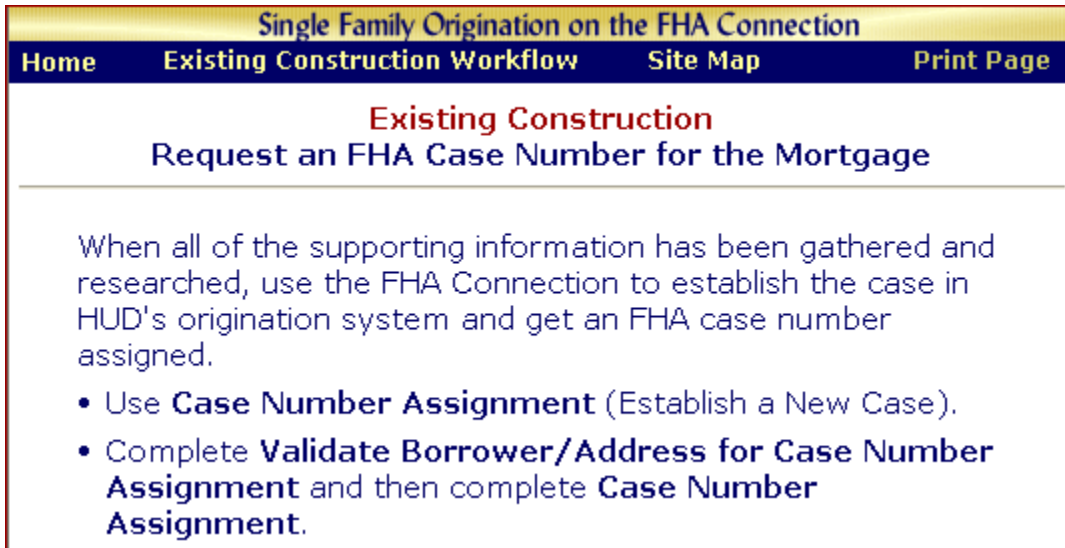 Single Family Origination on the FHA Connection
Home Existing Construction Workflow Site Map Print Page
Existing Construction
Request an FHA Case Number for the Mortgage
When all of the supporting information has been gathered and
researched, use the FHA Connection to establish the case in
HUD's origination system and get an FHA case number
assigned.
• Use Case Number Assignment (Establish a New Case).
• Complete Validate Borrower/Address for Case Number
Assignment and then complete Case Number
Assignment.